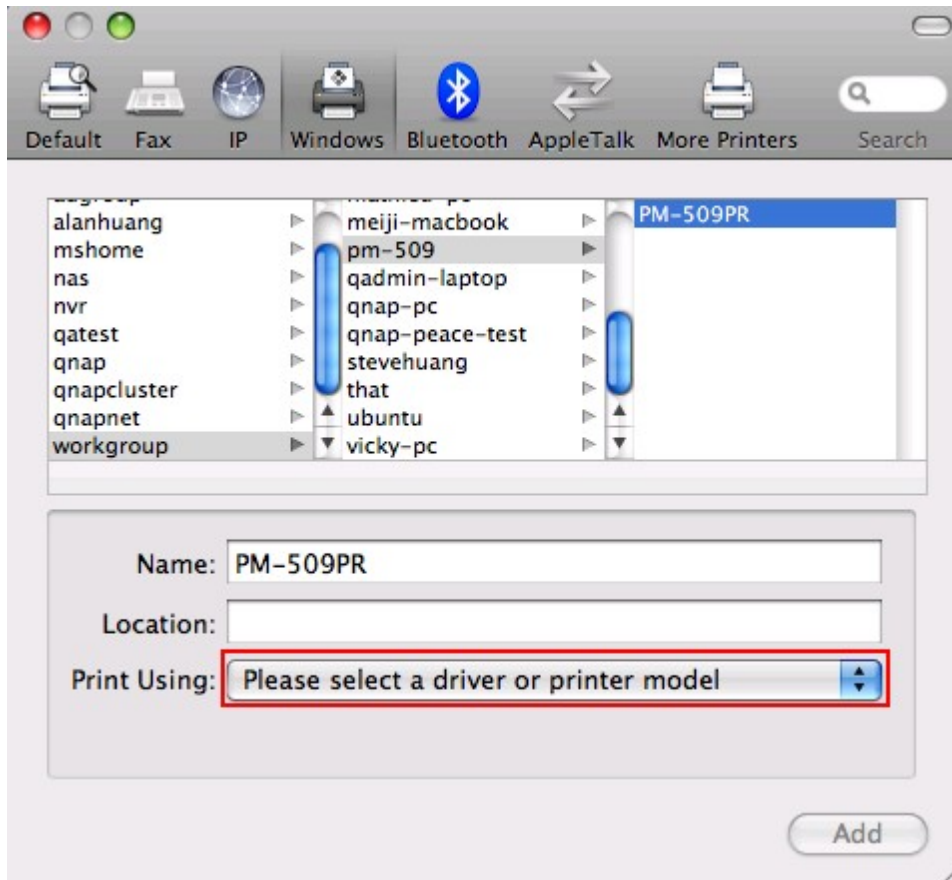 Default Fax IP Windows Bluetooth AppleTalk More Printers Search
alanhuang
mshome
nas
nvr
qatest
qnap
qnapcluster
qnapnet
workgroup
meiji-macbook
pm-509
qadmin-laptop
qnap-pc
qnap-peace-test
stevehuang
that
ubuntu
vicky-pc
PM-509PR
Name: PM-509PR
Location:
Print Using: Please select a driver or printer model
Add